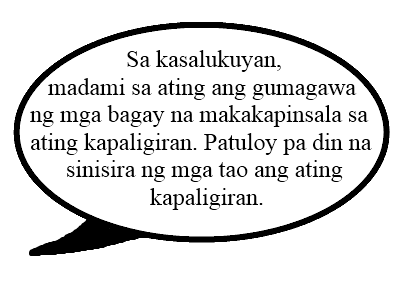 Sa kasalukuyan,
madami sa ating ang gumagawa
ng mga bagay na makakapinsala sa
ating kapaligiran. Patuloy pa din na
sinisira ng mga tao ang ating
kapaligiran.